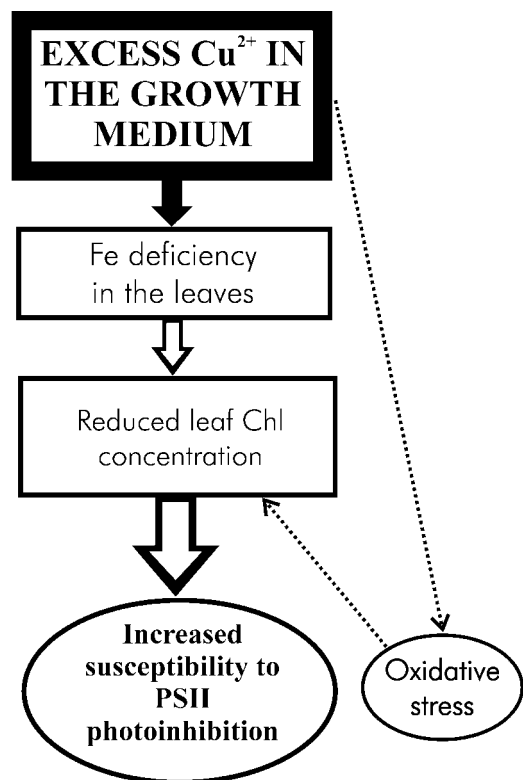 EXCESS Cu²⁺ IN
THE GROWTH
MEDIUM
Fe deficiency
in the leaves
Reduced leaf Chl
concentration
Increased
susceptibility to
PSII
photoinhibition
Oxidative
stress